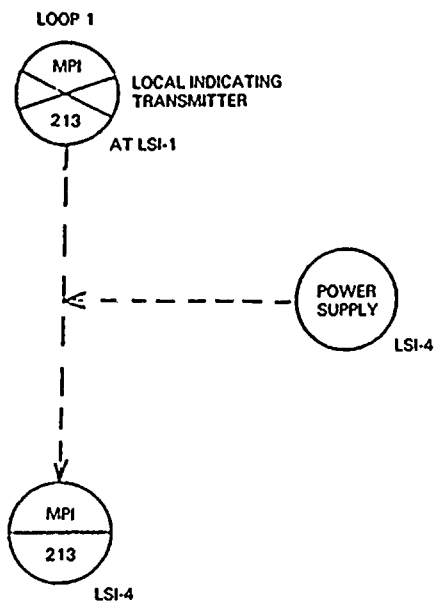 LOOP 1
MPI
213
LOCAL INDICATING
TRANSMITTER
AT LSI-1
POWER
SUPPLY
LSI-4
MPI
213
LSI-4